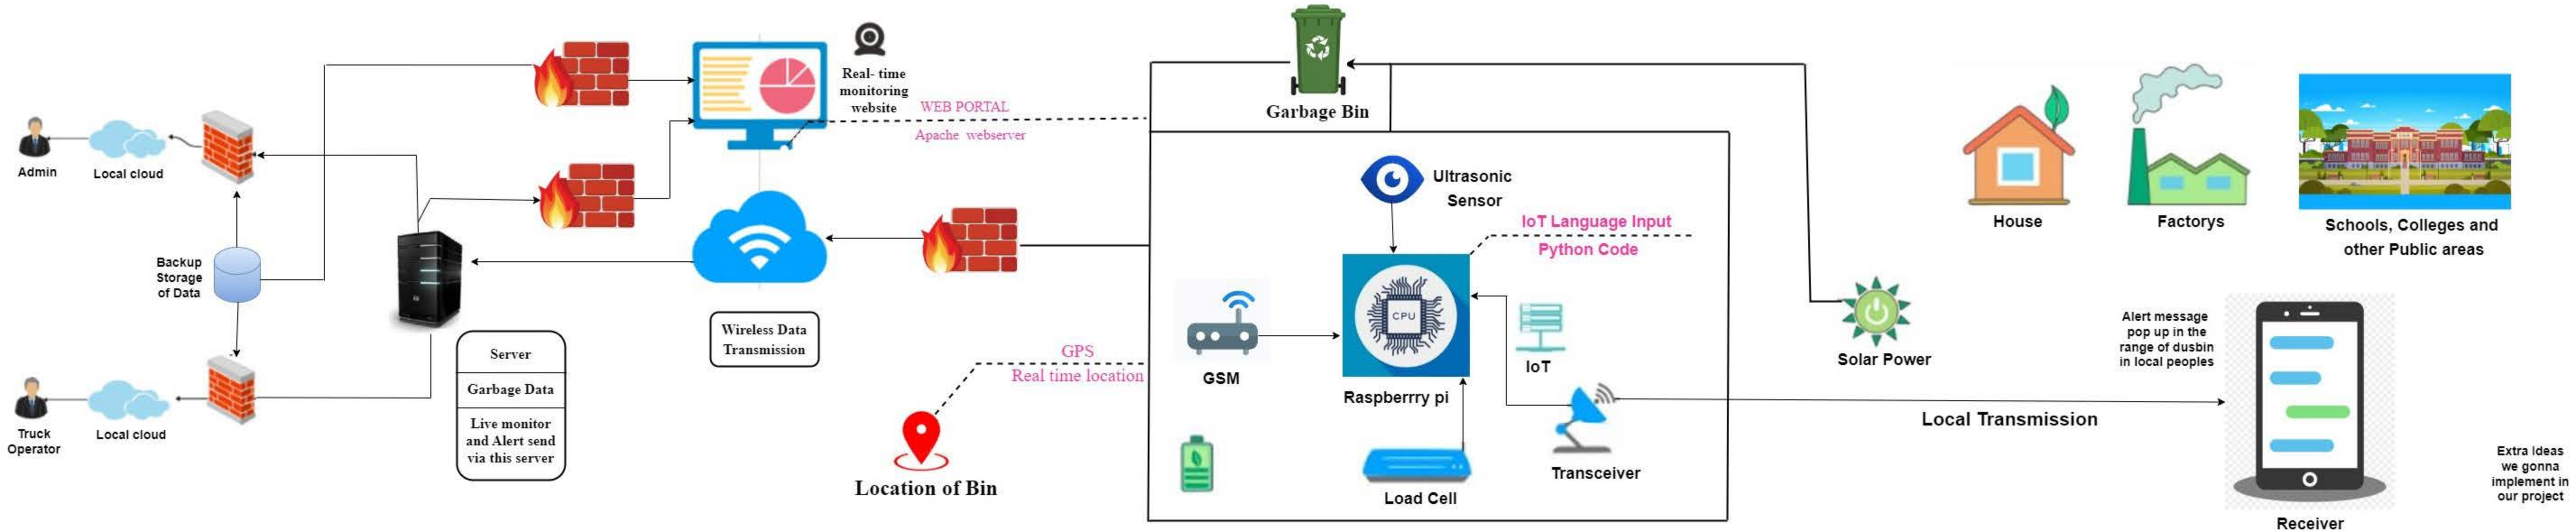 Admin
Local cloud
Backup
Storage
of Data
Truck
Operator
Local cloud
Server
Garbage Data
Live monitor
and Alert send
via this server
Real- time
monitoring
website
WEB PORTAL
Apache webserver
Wireless Data
Transmission
GPS
Real time location
Location of Bin
Garbage Bin
Ultrasonic
Sensor
IoT Language Input
Python Code
GSM
CPU
Raspberrry pi
IoT
Load Cell
Transceiver
Solar Power
Local Transmission
House
Factorys
Schools, Colleges and
other Public areas
Alert message
pop up in the
range of dusbin
in local peoples
Receiver
Extra Ideas
we gonna
implement in
our project